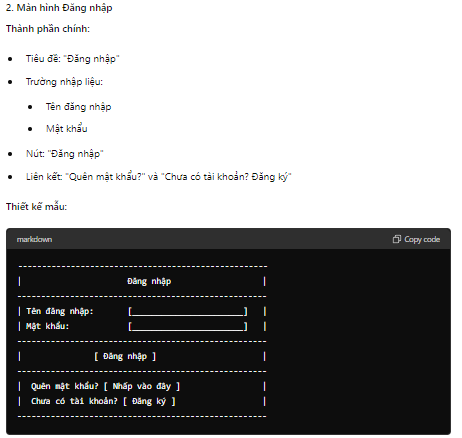 2. Màn hình Đăng nhập
Thành phần chính:
Tiêu đề: "Đăng nhập"
Trường nhập liệu:
Tên đăng nhập
Mật khẩu
Nút: "Đăng nhập"
Liên kết: "Quên mật khẩu?" và "Chưa có tài khoản? Đăng ký"
Thiết kế mẫu:
markdown Copy code
----------------------------------------------------
| Đăng nhập |
----------------------------------------------------
| Tên đăng nhập: [_______________________] |
| Mật khẩu: [_______________________] |
----------------------------------------------------
| [ Đăng nhập ] |
----------------------------------------------------
| Quên mật khẩu? [ Nhấp vào đây ] |
| Chưa có tài khoản? [ Đăng ký ] |
----------------------------------------------------